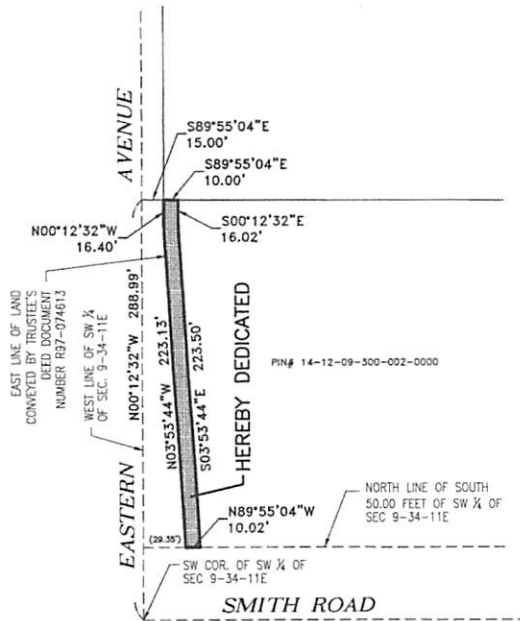 AVENUE
S89°55'04"E
15.00'
S89°55'04"E
10.00'
N00°12'32"W
16.40'
S00°12'32"E
16.02'
EAST LINE OF LAND
CONVEYED BY TRUSTEE'S
DEED DOCUMENT
NUMBER R97-074613
WEST LINE OF SW ¼
OF SEC. 9-34-11E
N00°12'32"W 288.99'
N03°53'44"W 223.13'
S03°53'44"E 223.50'
HEREBY DEDICATED
PIN# 14-12-09-300-002-0000
EASTERN
(29.35')
N89°55'04"W
10.02'
NORTH LINE OF SOUTH
50.00 FEET OF SW ¼ OF
SEC 9-34-11E
SW COR. OF SW ¼ OF
SEC 9-34-11E
SMITH ROAD